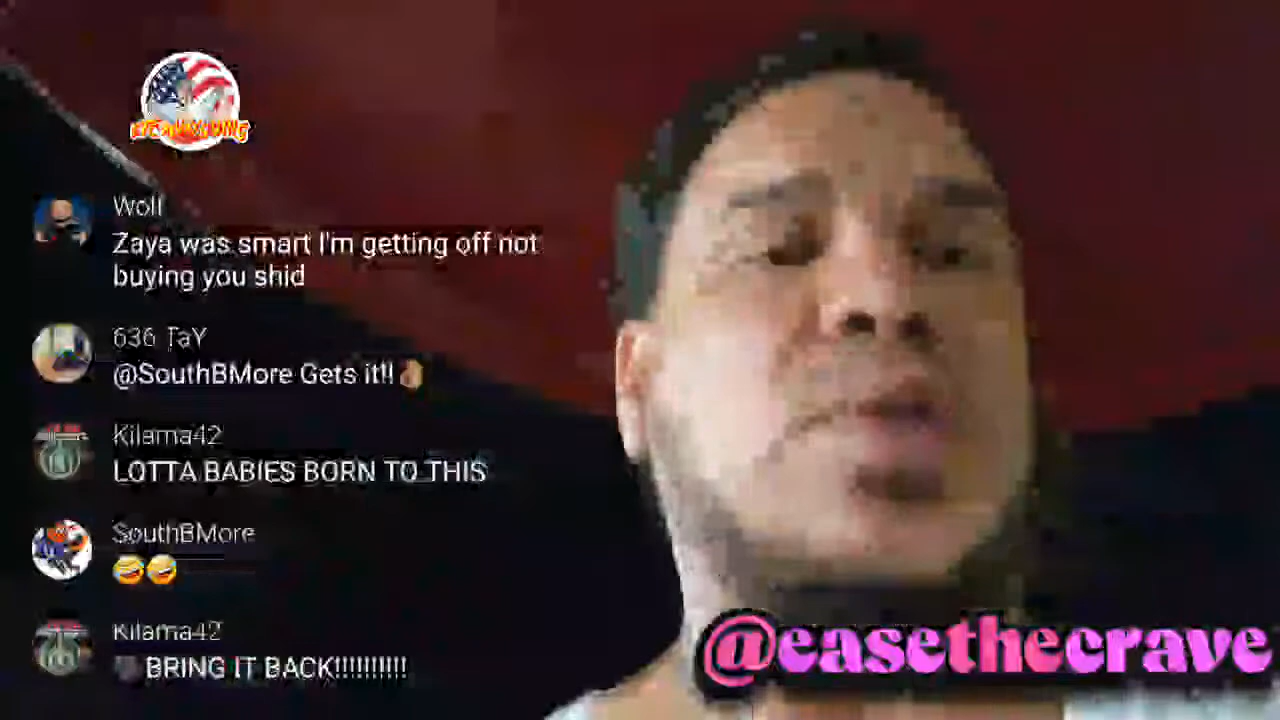 Wolf
Zaya was smart I'm getting off not
buying you shid
636 TaY
@SouthBMore Gets it!!👌🏽
Kilama42
LOTTA BABIES BORN TO THIS
SouthBMore
🤣🤣
Kilama42
BRING IT BACK!!!!!!!!!!
@easethecrave